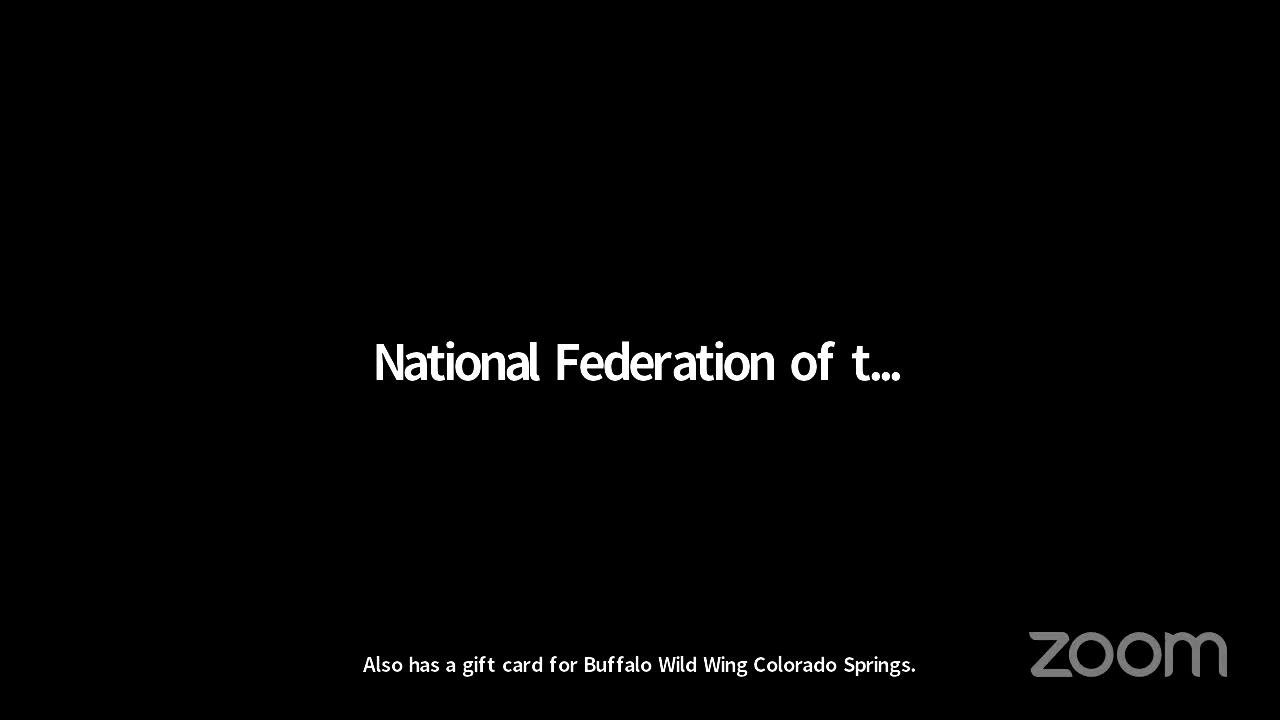 National Federation of t...
Also has a gift card for Buffalo Wild Wing Colorado Springs.
zoom